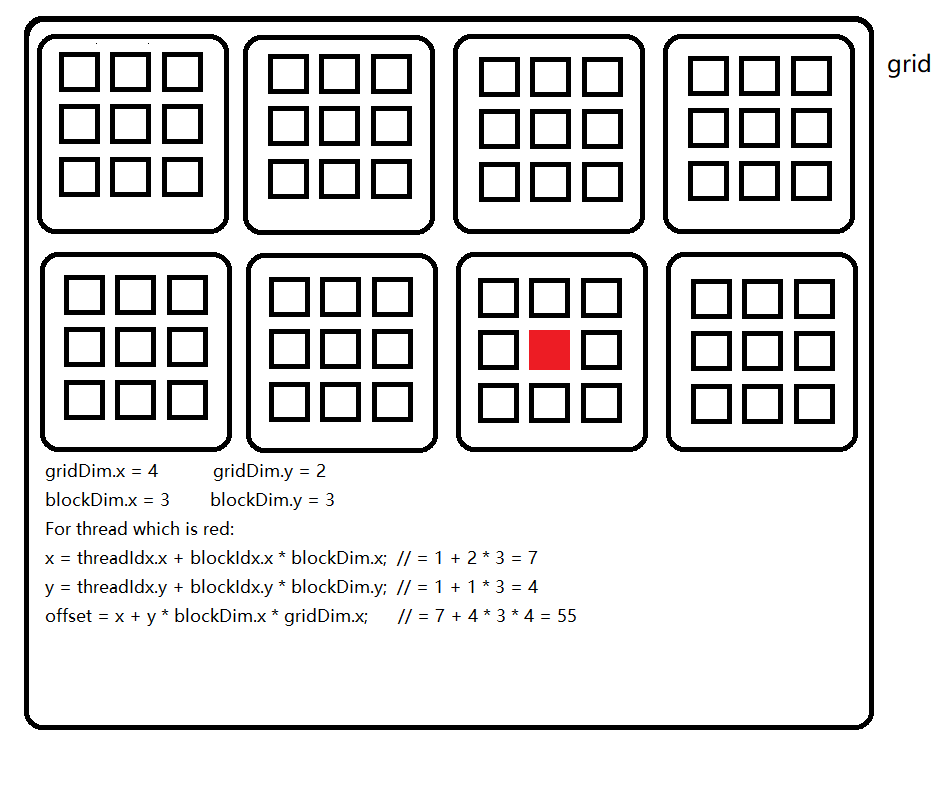 grid
gridDim.x = 4 gridDim.y = 2
blockDim.x = 3 blockDim.y = 3
For thread which is red:
x = threadIdx.x + blockIdx.x * blockDim.x; // = 1 + 2 * 3 = 7
y = threadIdx.y + blockIdx.y * blockDim.y; // = 1 + 1 * 3 = 4
offset = x + y * blockDim.x * gridDim.x; // = 7 + 4 * 3 * 4 = 55